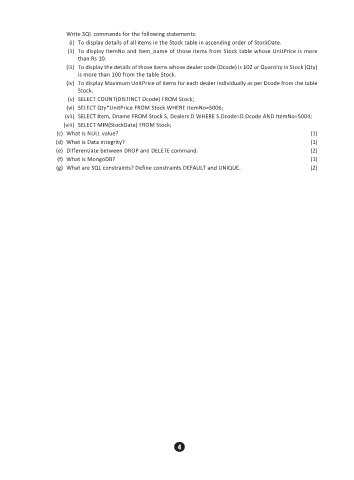 Write SQL commands for the following statements:
(i) To display details of all items in the Stock table in ascending order of StockDate.
(ii) To display ItemNo and Item_name of those items from Stock table whose UnitPrice is more
than Rs 10.
(iii) To display the details of those items whose dealer code (Dcode) is 102 or Quantity in Stock (Qty)
is more than 100 from the table Stock.
(iv) To display Maximum UnitPrice of items for each dealer individually as per Dcode from the table
Stock.
(v) SELECT COUNT(DISTINCT Dcode) FROM Stock;
(vi) SELECT Qty*UnitPrice FROM Stock WHERE ItemNo=5006;
(vii) SELECT Item, Dname FROM Stock S, Dealers D WHERE S.Dcode=D.Dcode AND ItemNo=5004;
(viii) SELECT MIN(StockDate) FROM Stock;
(c) What is NULL value? [1]
(d) What is Data integrity? [1]
(e) Differentiate between DROP and DELETE command. [2]
(f) What is MongoDB? [1]
(g) What are SQL constraints? Define constraints DEFAULT and UNIQUE. [2]
4